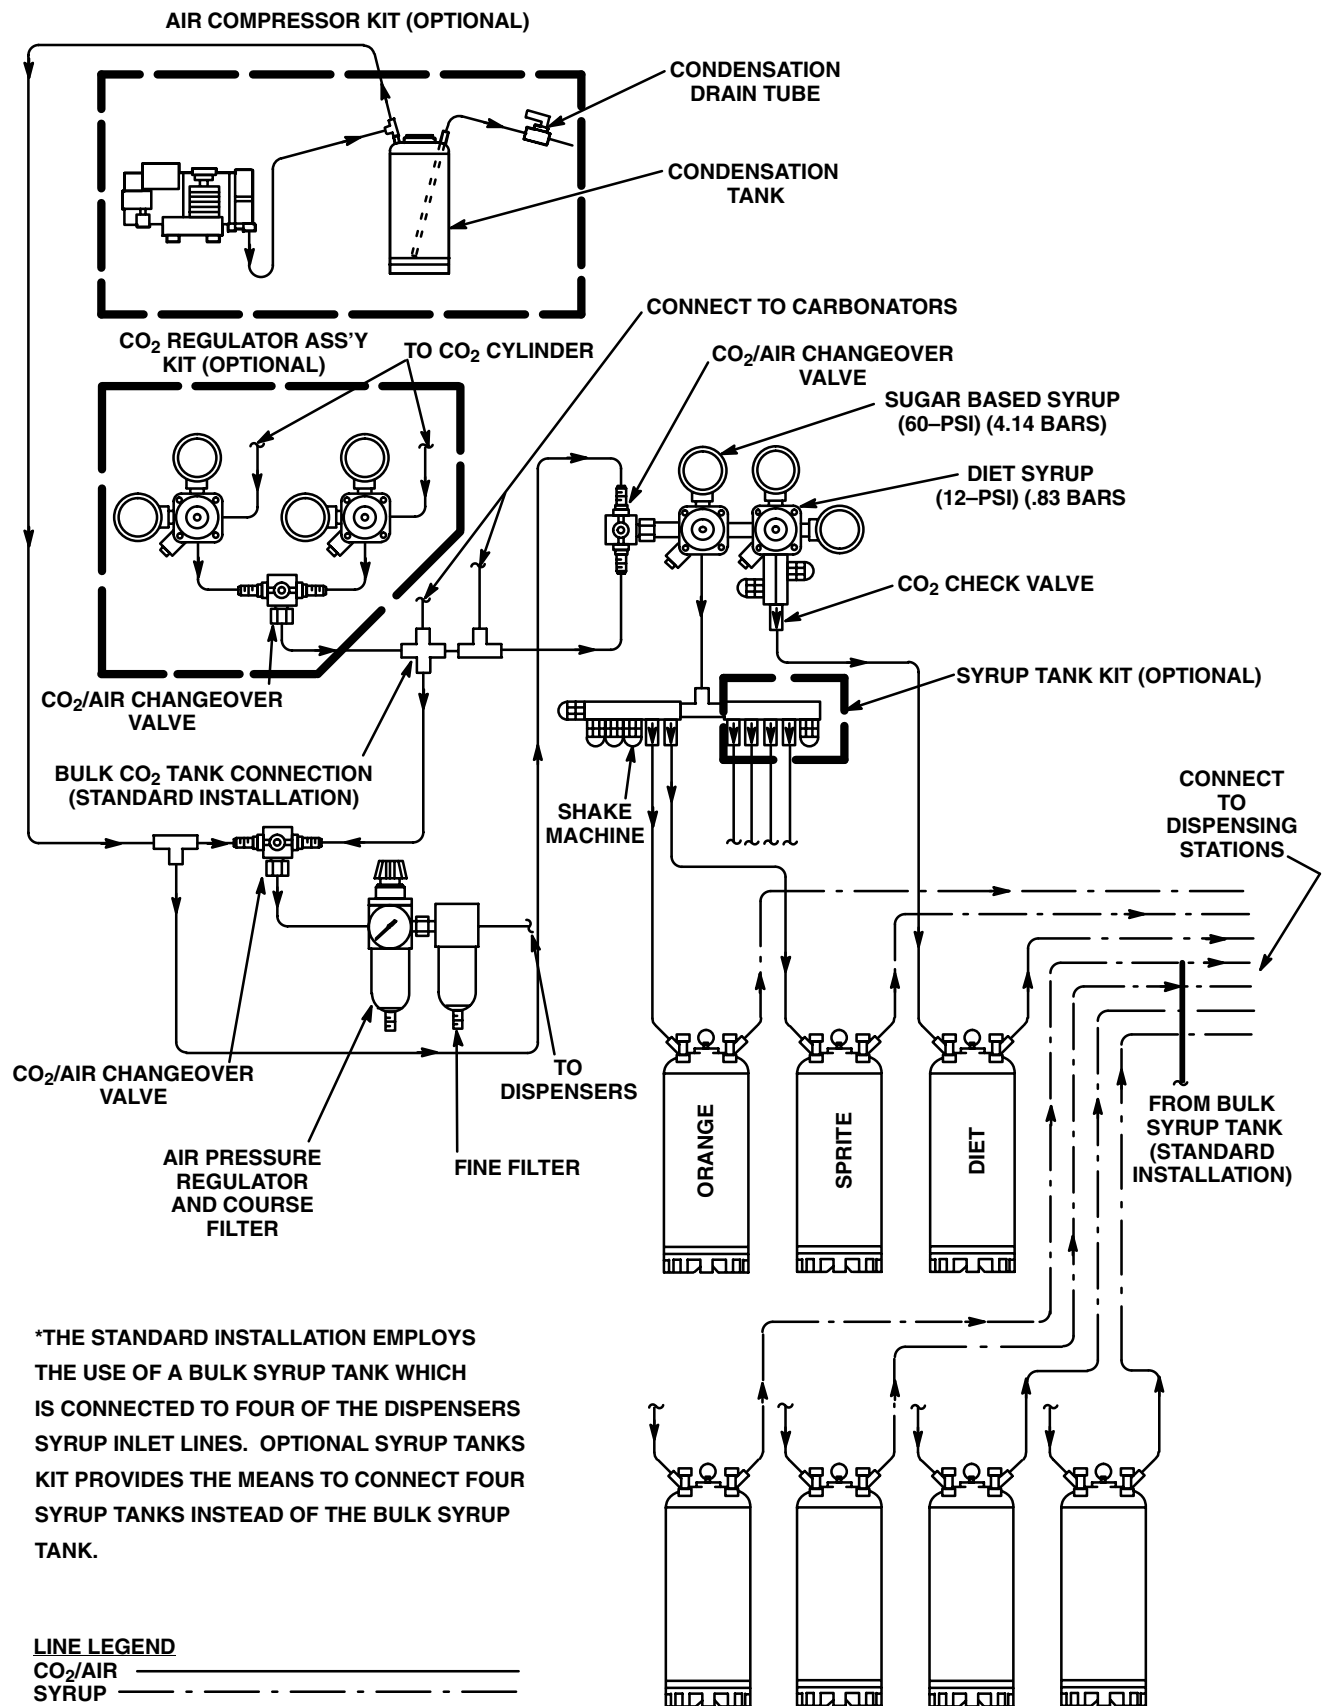 AIR COMPRESSOR KIT (OPTIONAL)
CONDENSATION
DRAIN TUBE
CONDENSATION
TANK
CONNECT TO CARBONATORS
CO₂ REGULATOR ASS'Y
KIT (OPTIONAL)
TO CO₂ CYLINDER
CO₂/AIR CHANGEOVER
VALVE
SUGAR BASED SYRUP
(60–PSI) (4.14 BARS)
DIET SYRUP
(12–PSI) (.83 BARS
CO₂ CHECK VALVE
SYRUP TANK KIT (OPTIONAL)
CO₂/AIR CHANGEOVER
VALVE
BULK CO₂ TANK CONNECTION
(STANDARD INSTALLATION)
SHAKE
MACHINE
CONNECT
TO
DISPENSING
STATIONS
CO₂/AIR CHANGEOVER
VALVE
TO
DISPENSERS
AIR PRESSURE
REGULATOR
AND COURSE
FILTER
FINE FILTER
ORANGE
SPRITE
DIET
FROM BULK
SYRUP TANK
(STANDARD
INSTALLATION)
*THE STANDARD INSTALLATION EMPLOYS
THE USE OF A BULK SYRUP TANK WHICH
IS CONNECTED TO FOUR OF THE DISPENSERS
SYRUP INLET LINES. OPTIONAL SYRUP TANKS
KIT PROVIDES THE MEANS TO CONNECT FOUR
SYRUP TANKS INSTEAD OF THE BULK SYRUP
TANK.
LINE LEGEND
CO₂/AIR
SYRUP